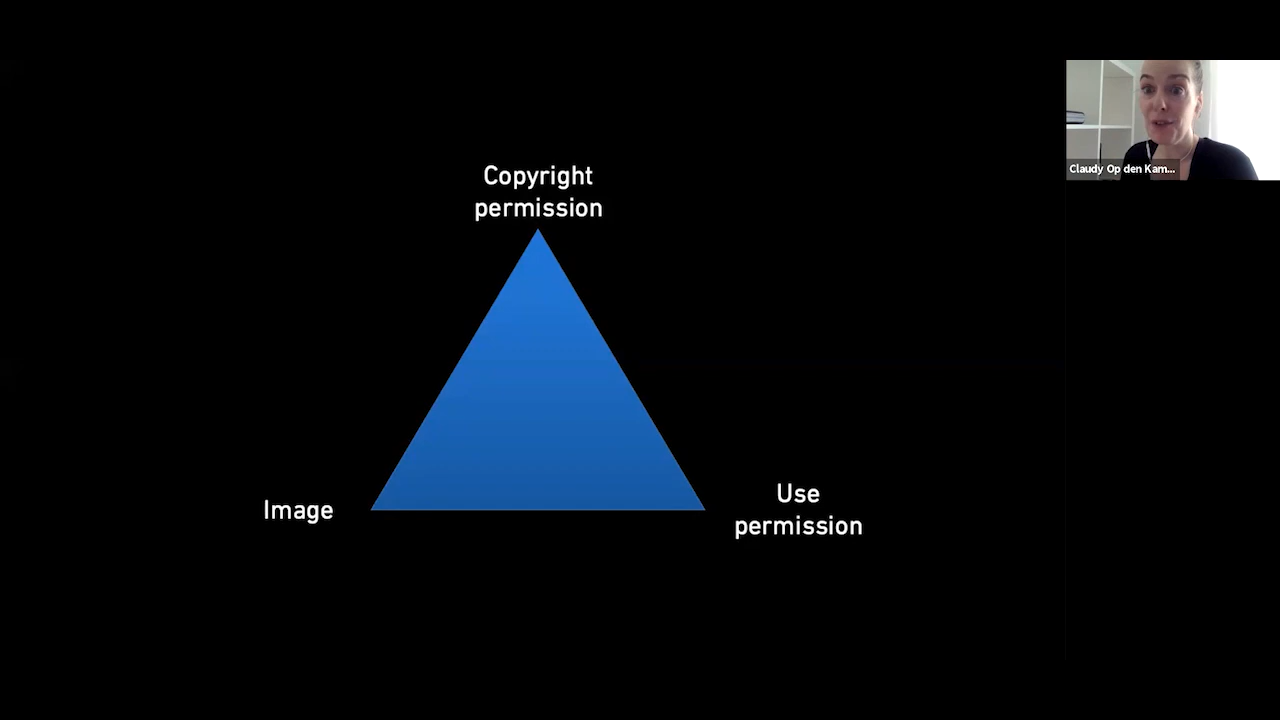 Copyright
permission
Claudy Op den Kam...
Image
Use
permission